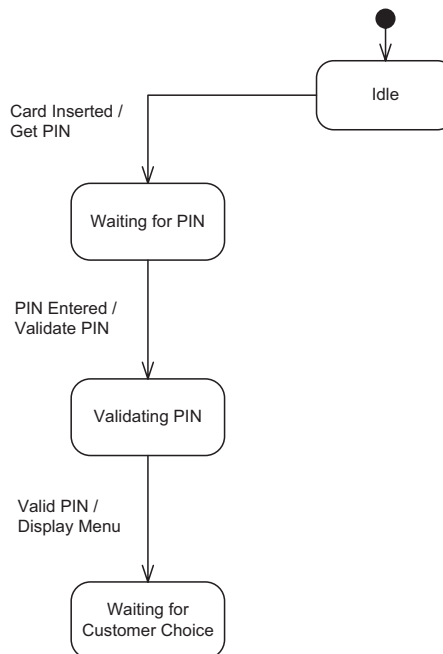 Idle
Card Inserted /
Get PIN
Waiting for PIN
PIN Entered /
Validate PIN
Validating PIN
Valid PIN /
Display Menu
Waiting for
Customer Choice